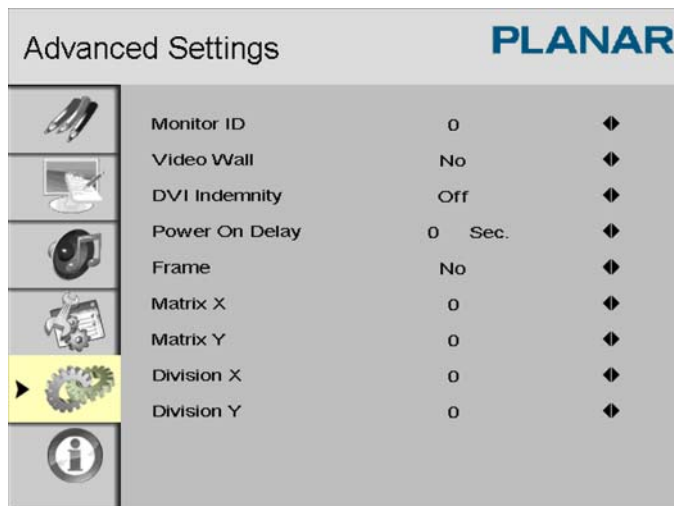 Advanced Settings PLANAR
Monitor ID 0
Video Wall No
DVI Indemnity Off
Power On Delay 0 Sec.
Frame No
Matrix X 0
Matrix Y 0
Division X 0
Division Y 0